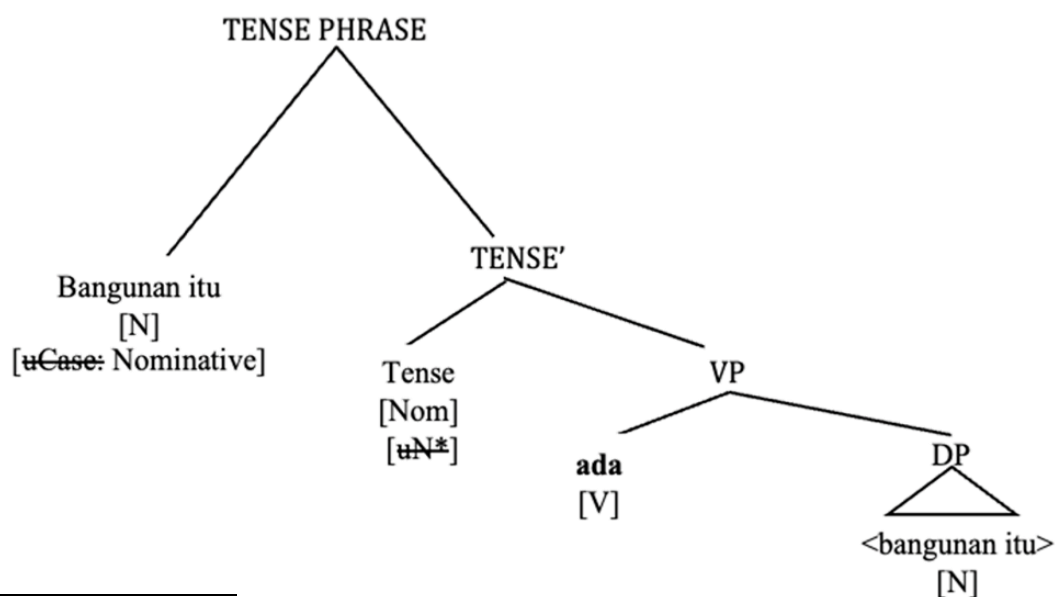 TENSE PHRASE
TENSE’
Bangunan itu
[N]
[uCase: Nominative]
Tense
[Nom]
[uN*]
VP
ada
[V]
DP
<bangunan itu>
[N]